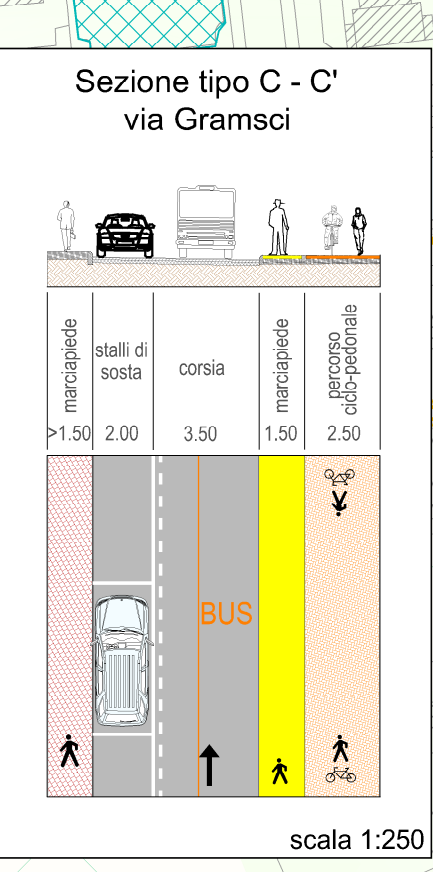 Sezione tipo C - C'
via Gramsci
marciapiede
stalli di
sosta
corsia
marciapiede
percorso
ciclo-pedonale
>1.50
2.00
3.50
1.50
2.50
BUS
scala 1:250